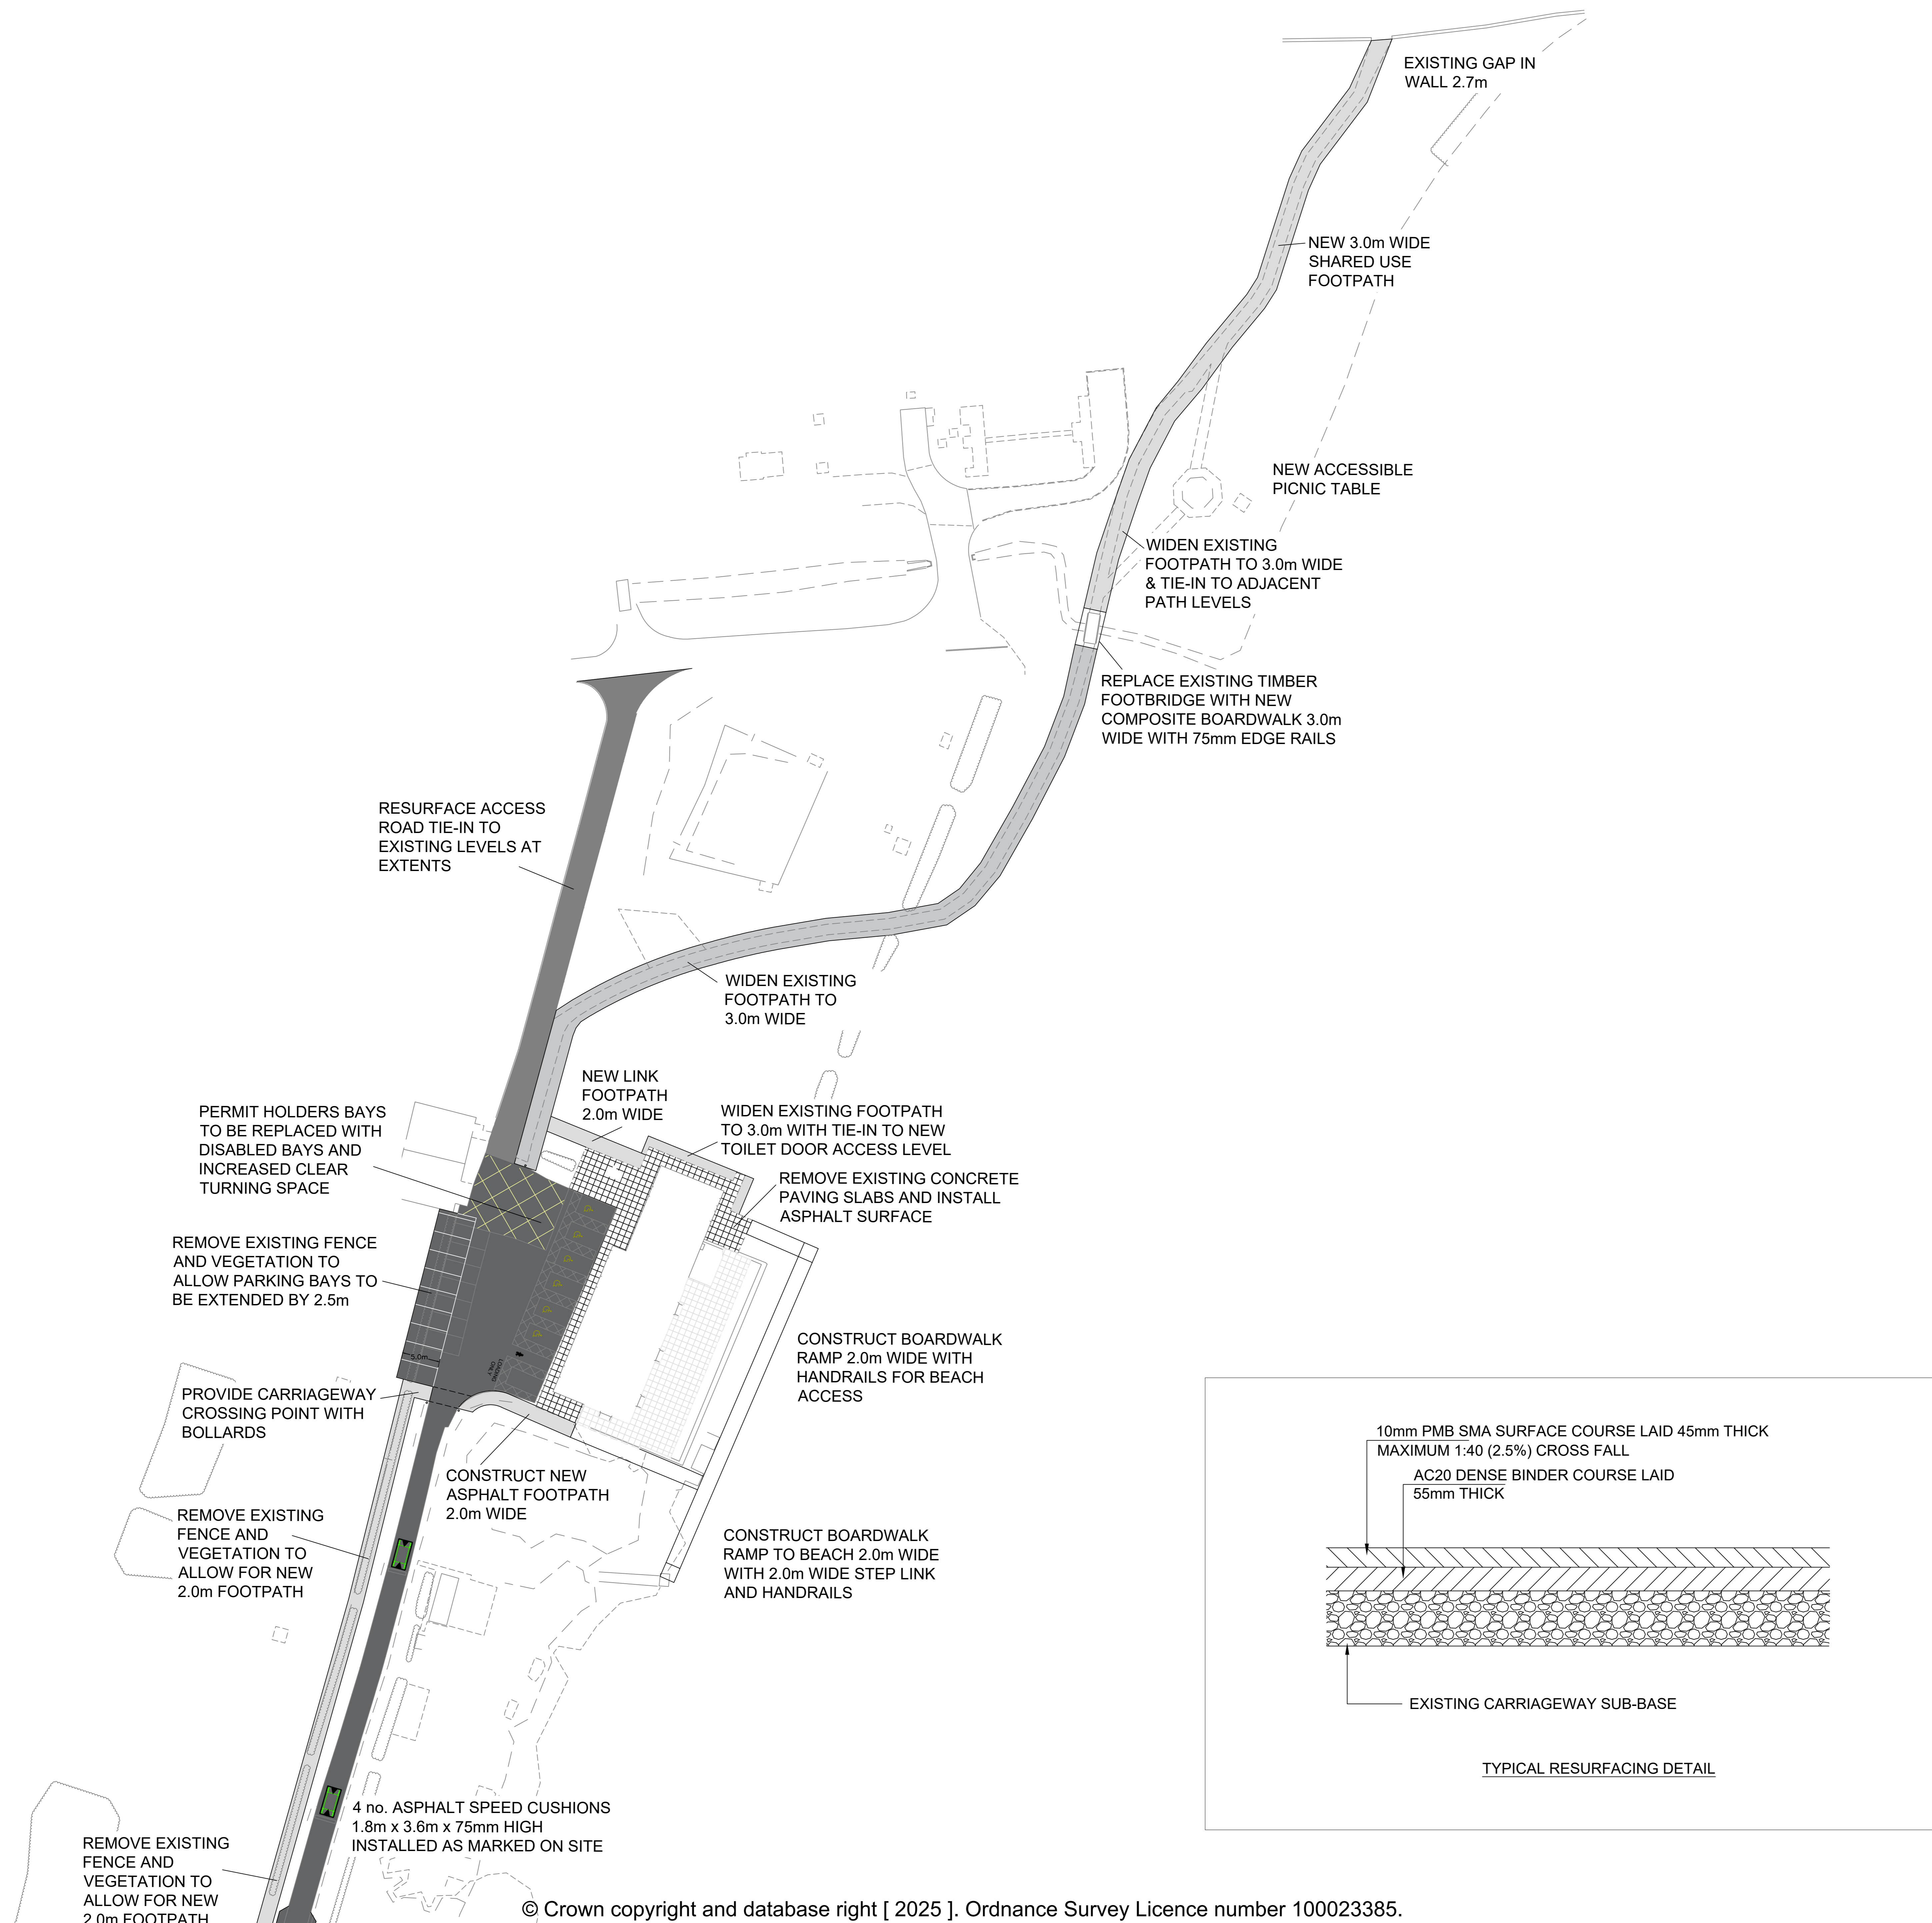 EXISTING GAP IN
WALL 2.7m
NEW 3.0m WIDE
SHARED USE
FOOTPATH
NEW ACCESSIBLE
PICNIC TABLE
WIDEN EXISTING
FOOTPATH TO 3.0m WIDE
& TIE-IN TO ADJACENT
PATH LEVELS
REPLACE EXISTING TIMBER
FOOTBRIDGE WITH NEW
COMPOSITE BOARDWALK 3.0m
WIDE WITH 75mm EDGE RAILS
RESURFACE ACCESS
ROAD TIE-IN TO
EXISTING LEVELS AT
EXTENTS
WIDEN EXISTING
FOOTPATH TO
3.0m WIDE
NEW LINK
FOOTPATH
2.0m WIDE
PERMIT HOLDERS BAYS
TO BE REPLACED WITH
DISABLED BAYS AND
INCREASED CLEAR
TURNING SPACE
WIDEN EXISTING FOOTPATH
TO 3.0m WITH TIE-IN TO NEW
TOILET DOOR ACCESS LEVEL
REMOVE EXISTING CONCRETE
PAVING SLABS AND INSTALL
ASPHALT SURFACE
REMOVE EXISTING FENCE
AND VEGETATION TO
ALLOW PARKING BAYS TO
BE EXTENDED BY 2.5m
5.0m
LOADING
ONLY
CONSTRUCT BOARDWALK
RAMP 2.0m WIDE WITH
HANDRAILS FOR BEACH
ACCESS
PROVIDE CARRIAGEWAY
CROSSING POINT WITH
BOLLARDS
CONSTRUCT NEW
ASPHALT FOOTPATH
2.0m WIDE
REMOVE EXISTING
FENCE AND
VEGETATION TO
ALLOW FOR NEW
2.0m FOOTPATH
CONSTRUCT BOARDWALK
RAMP TO BEACH 2.0m WIDE
WITH 2.0m WIDE STEP LINK
AND HANDRAILS
10mm PMB SMA SURFACE COURSE LAID 45mm THICK
MAXIMUM 1:40 (2.5%) CROSS FALL
AC20 DENSE BINDER COURSE LAID
55mm THICK
EXISTING CARRIAGEWAY SUB-BASE
TYPICAL RESURFACING DETAIL
4 no. ASPHALT SPEED CUSHIONS
1.8m x 3.6m x 75mm HIGH
INSTALLED AS MARKED ON SITE
REMOVE EXISTING
FENCE AND
VEGETATION TO
ALLOW FOR NEW
2.0m FOOTPATH
© Crown copyright and database right [ 2025 ]. Ordnance Survey Licence number 100023385.